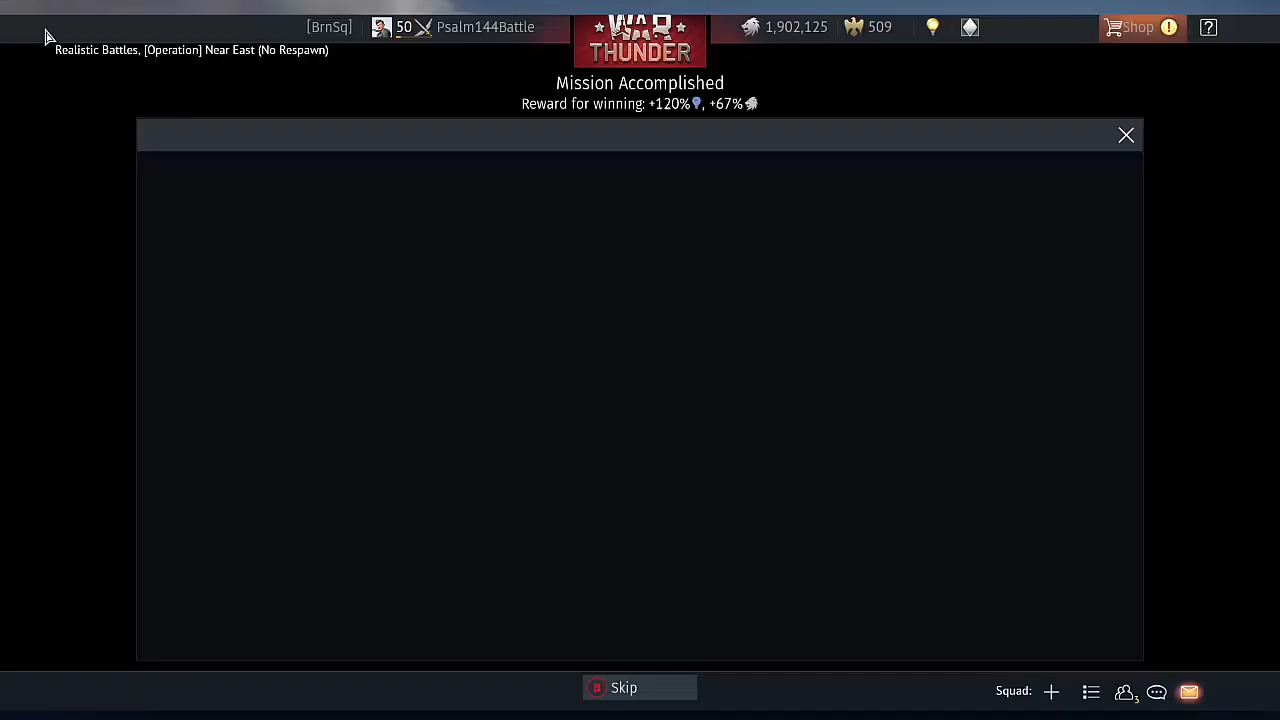 [BrnSq] 50 Psalm144Battle
WAR THUNDER
1,902,125 509
Shop !
?
Realistic Battles, [Operation] Near East (No Respawn)
Mission Accomplished
Reward for winning: +120%, +67%
B Skip
Squad: 3